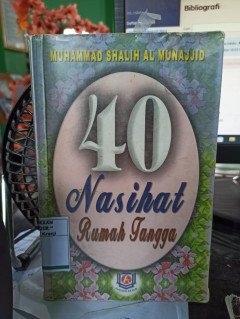 Bibliografi
MUHAMMAD SHALIH AL MUNAJJID
40
Nasihat
Rumah Tangga